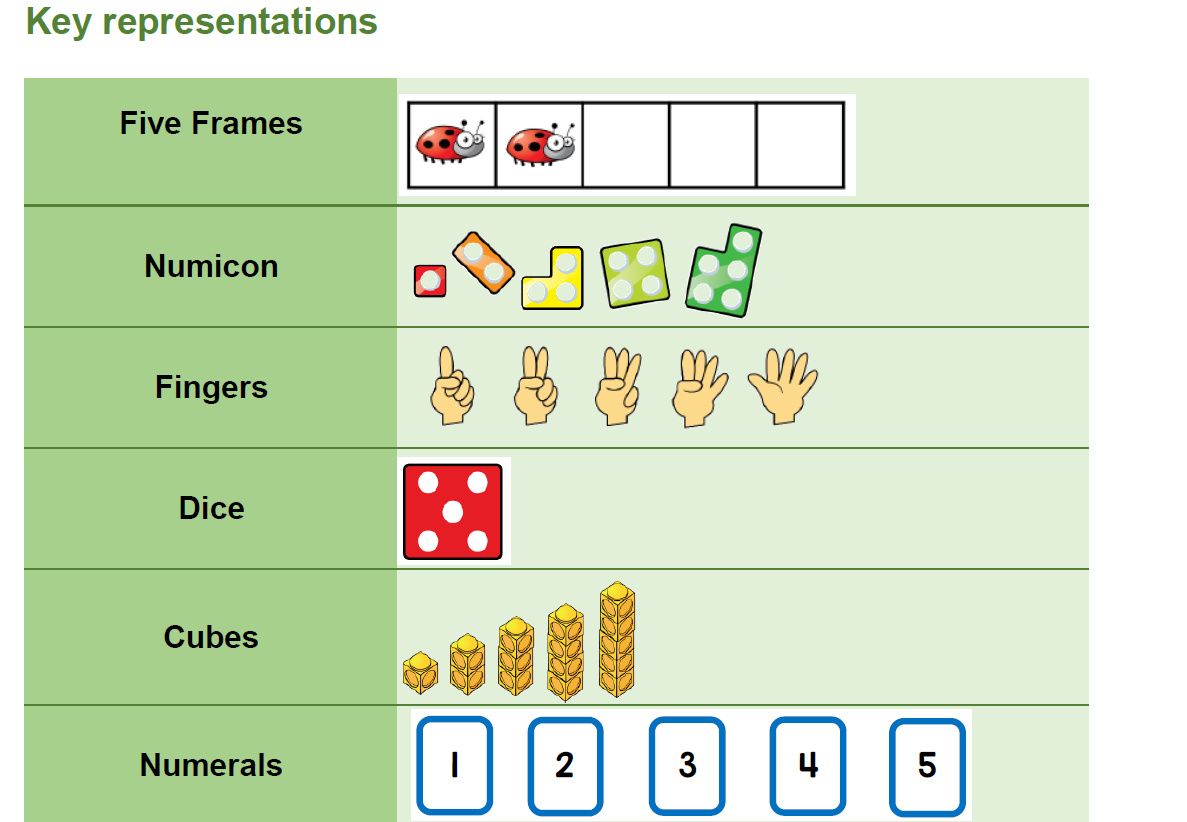 Key representations
Five Frames
Numicon
Fingers
Dice
Cubes
Numerals
1 2 3 4 5